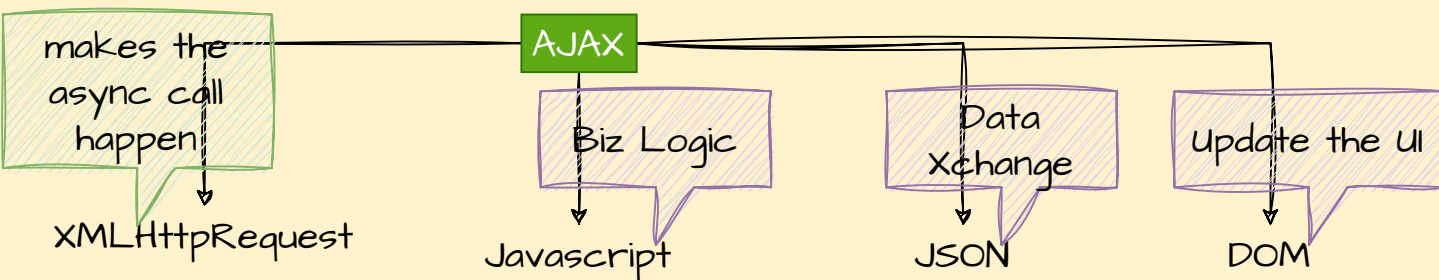 makes the
async call
happen
AJAX
Biz Logic
Data
Xchange
Update the UI
XMLHttpRequest
Javascript
JSON
DOM